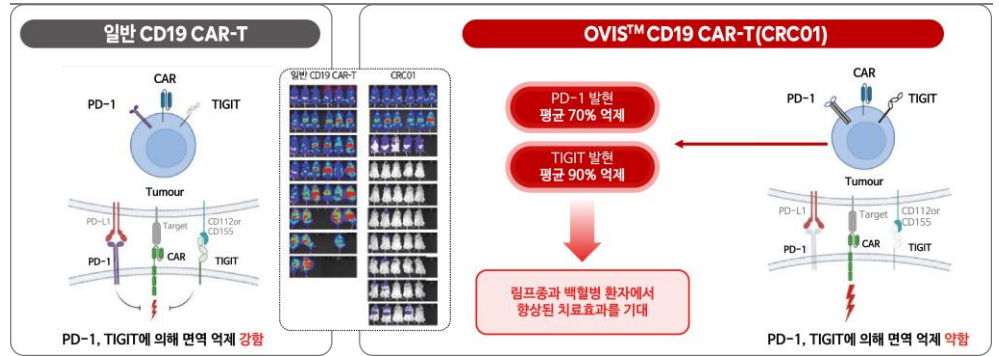 일반 CD19 CAR-T
CAR
PD-1
TIGIT
Tumour
PD-L1
Target
CD112or
CD155
CAR
PD-1
TIGIT
PD-1, TIGIT에 의해 면역 억제 강함
일반 CD19 CAR-T
CRC01
OVIS™ CD19 CAR-T(CRC01)
PD-1 발현
평균 70% 억제
TIGIT 발현
평균 90% 억제
림프종과 백혈병 환자에서
향상된 치료효과를 기대
CAR
PD-1
TIGIT
Tumour
PD-L1
Target
CD112or
CD155
PD-1
CAR
TIGIT
PD-1, TIGIT에 의해 면역 억제 약함